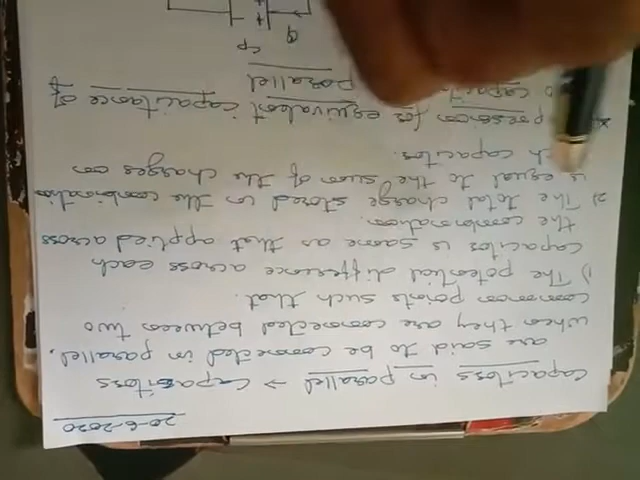 20-6-2020
Capacitors in parallel → Capacitors
are said to be connected in parallel,
when they are connected between two
common points such that.
1) The potential difference across each
capacitor is same as that applied across
the combination.
2) The total charge stored in the combination
is equal to the sum of the charges on
capacitor.
for equivalent capacitance of
parallel
q
Cp